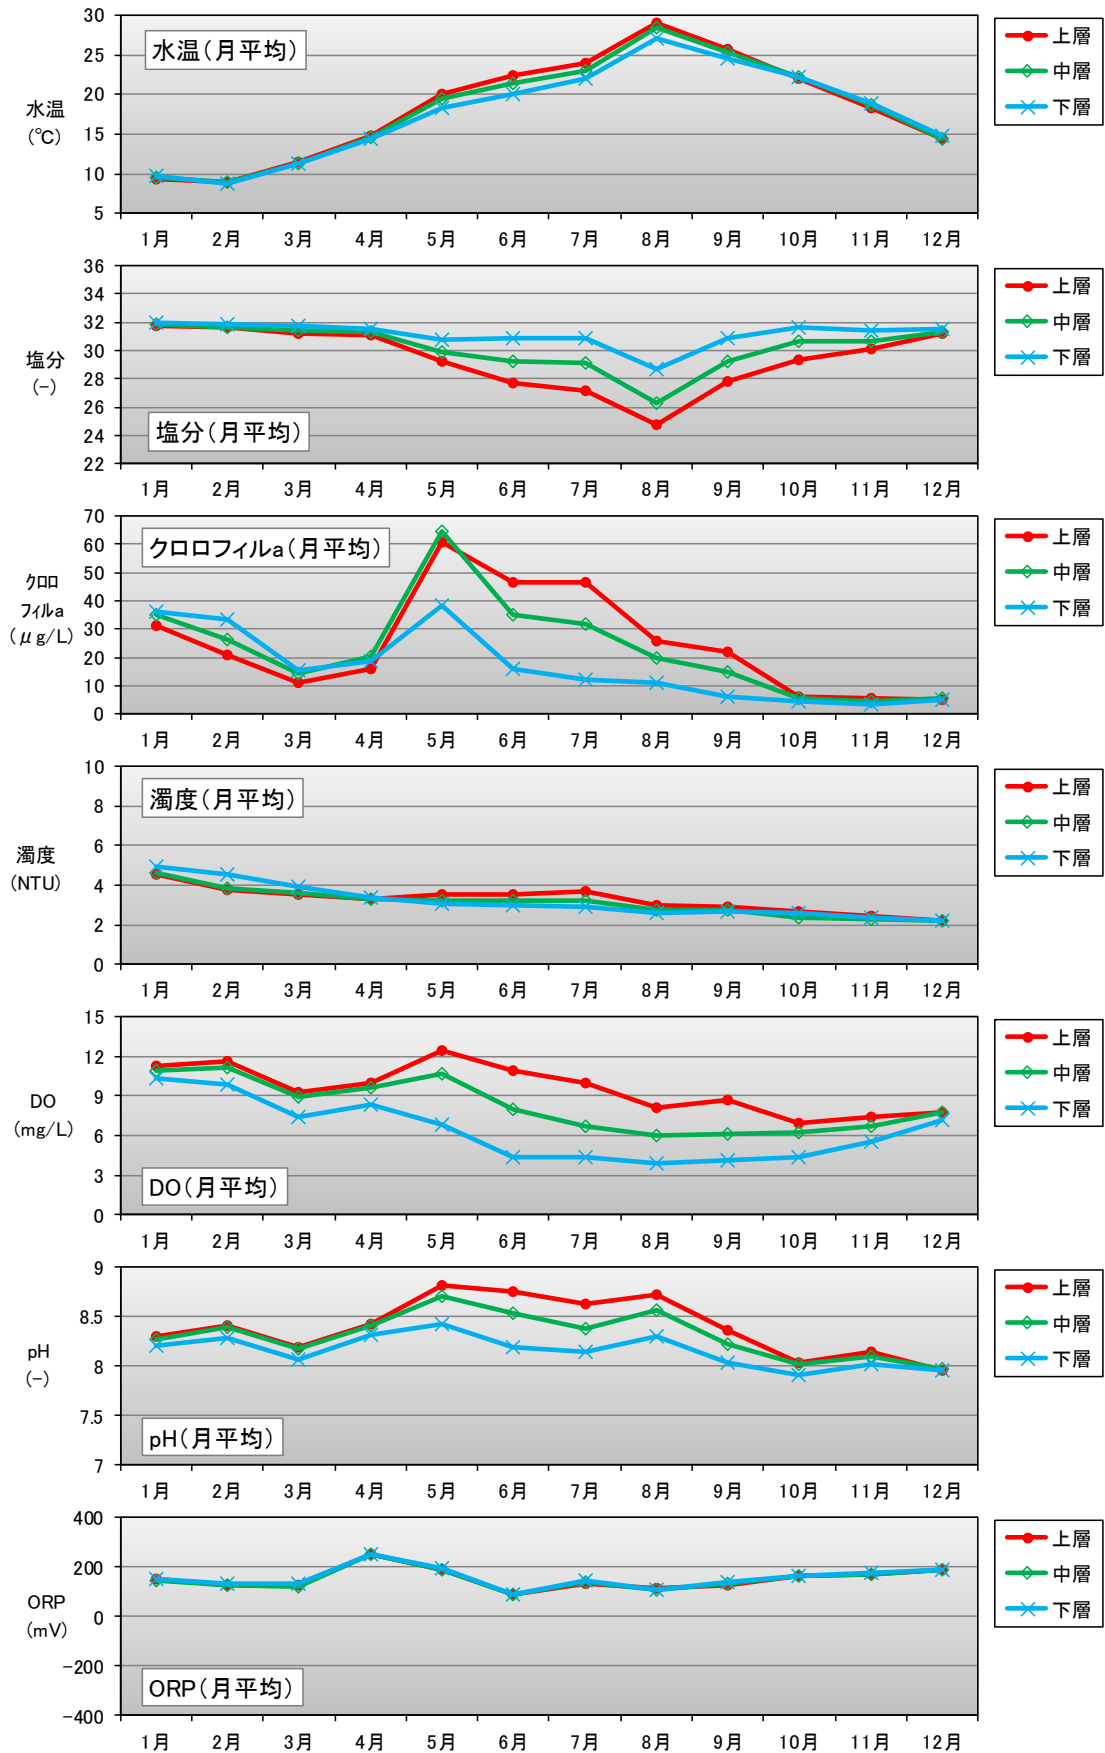 30
25
20
15
10
5
水温
(℃)
水温(月平均)
1月 2月 3月 4月 5月 6月 7月 8月 9月 10月 11月 12月
上層
中層
下層
36
34
32
30
28
26
24
22
塩分
(-)
塩分(月平均)
1月 2月 3月 4月 5月 6月 7月 8月 9月 10月 11月 12月
上層
中層
下層
70
60
50
40
30
20
10
0
クロロ
フィルa
(μg/L)
クロロフィルa(月平均)
1月 2月 3月 4月 5月 6月 7月 8月 9月 10月 11月 12月
上層
中層
下層
10
8
6
4
2
0
濁度
(NTU)
濁度(月平均)
1月 2月 3月 4月 5月 6月 7月 8月 9月 10月 11月 12月
上層
中層
下層
15
12
9
6
3
0
DO
(mg/L)
DO(月平均)
1月 2月 3月 4月 5月 6月 7月 8月 9月 10月 11月 12月
上層
中層
下層
9
8.5
8
7.5
7
pH
(-)
pH(月平均)
1月 2月 3月 4月 5月 6月 7月 8月 9月 10月 11月 12月
上層
中層
下層
400
200
0
-200
-400
ORP
(mV)
ORP(月平均)
1月 2月 3月 4月 5月 6月 7月 8月 9月 10月 11月 12月
上層
中層
下層